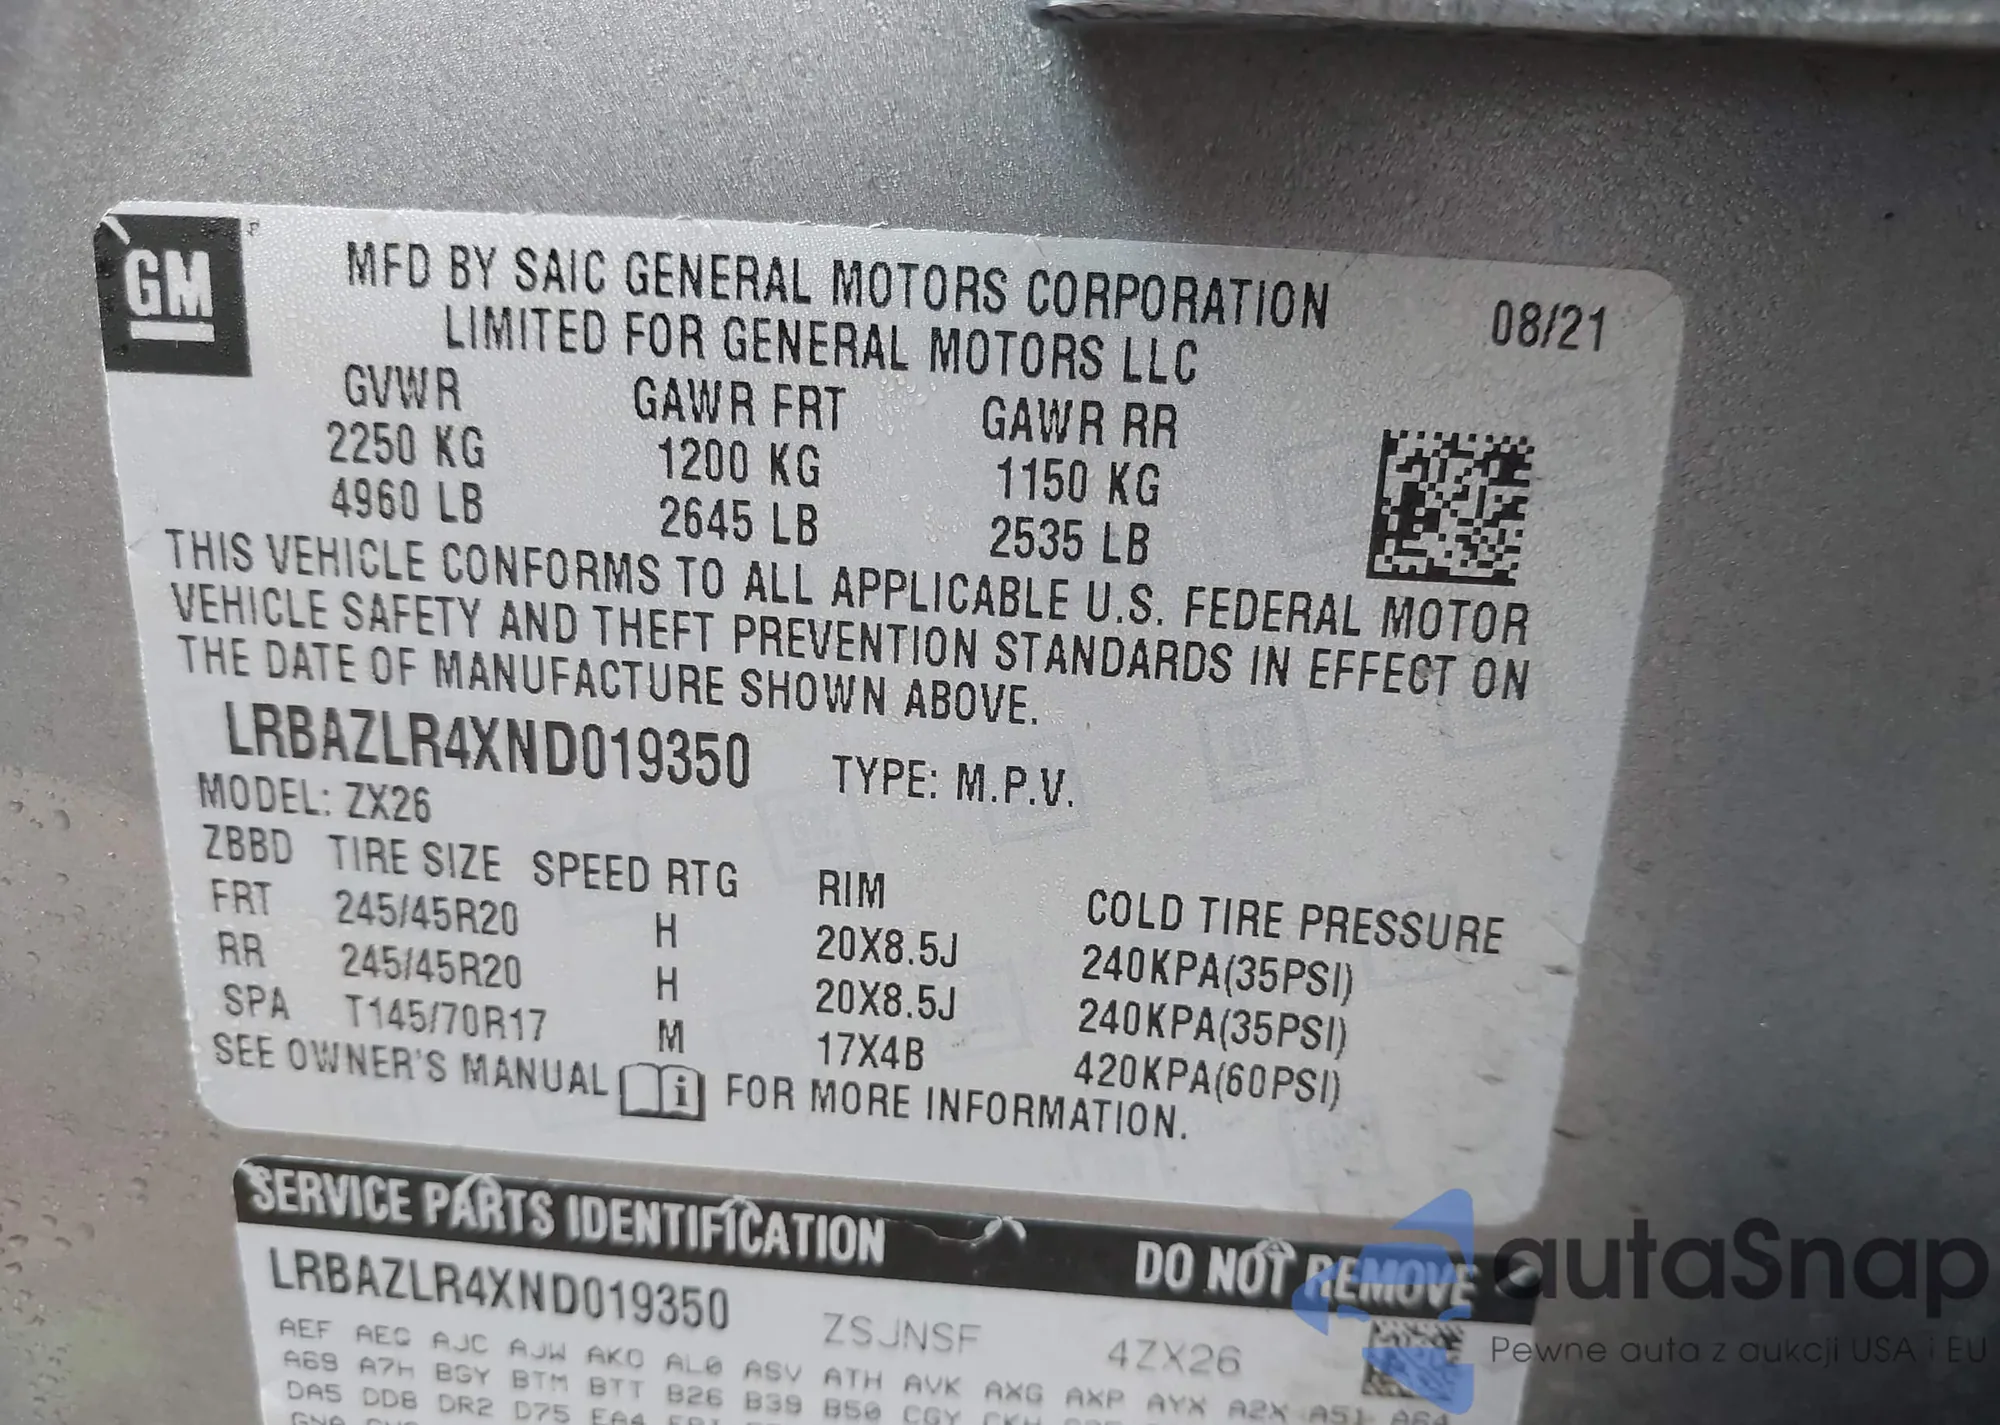 GM
MFD BY SAIC GENERAL MOTORS CORPORATION
LIMITED FOR GENERAL MOTORS LLC
08/21
GVWR GAWR FRT GAWR RR
2250 KG 1200 KG 1150 KG
4960 LB 2645 LB 2535 LB
THIS VEHICLE CONFORMS TO ALL APPLICABLE U.S. FEDERAL MOTOR
VEHICLE SAFETY AND THEFT PREVENTION STANDARDS IN EFFECT ON
THE DATE OF MANUFACTURE SHOWN ABOVE.
LRBAZLR4XND019350 TYPE: M.P.V.
MODEL: ZX26
ZBBD TIRE SIZE SPEED RTG RIM COLD TIRE PRESSURE
FRT 245/45R20 H 20X8.5J 240KPA(35PSI)
RR 245/45R20 H 20X8.5J 240KPA(35PSI)
SPA T145/70R17 M 17X4B 420KPA(60PSI)
SEE OWNER'S MANUAL i FOR MORE INFORMATION.
SERVICE PARTS IDENTIFICATION DO NOT REMOVE
LRBAZLR4XND019350 ZSJNSF 4ZX26
AEF AEQ AJC AJW AKO AL0 ASV ATH AVK AXG AXP AYX A2X A51 A64
A69 A7H BGY BTM BTT B26 B39 B50 CGY
DA5 DD8 DR2 D75 EA4
autaSnap
Pewne auta z aukcji USA i EU